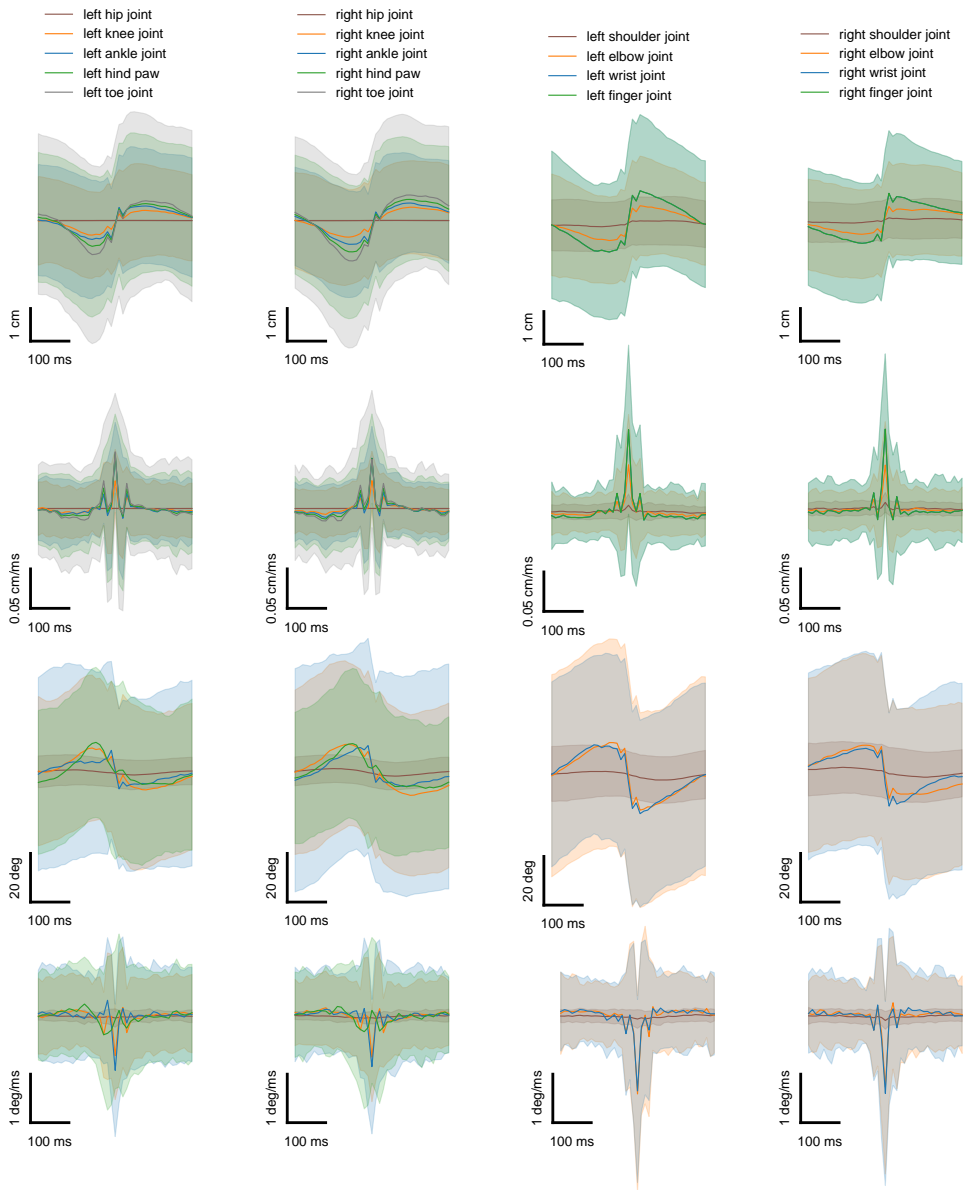 left hip joint
left knee joint
left ankle joint
left hind paw
left toe joint
right hip joint
right knee joint
right ankle joint
right hind paw
right toe joint
left shoulder joint
left elbow joint
left wrist joint
left finger joint
right shoulder joint
right elbow joint
right wrist joint
right finger joint
1 cm
100 ms
1 cm
100 ms
1 cm
100 ms
1 cm
100 ms
0.05 cm/ms
100 ms
0.05 cm/ms
100 ms
0.05 cm/ms
100 ms
0.05 cm/ms
100 ms
20 deg
100 ms
20 deg
100 ms
20 deg
100 ms
20 deg
100 ms
1 deg/ms
100 ms
1 deg/ms
100 ms
1 deg/ms
100 ms
1 deg/ms
100 ms